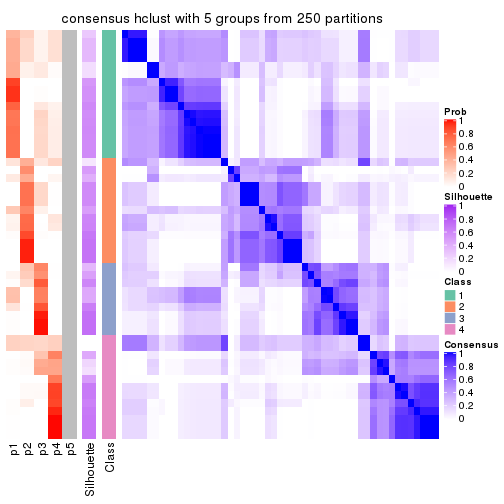 consensus hclust with 5 groups from 250 partitions
Prob
1
0.8
0.6
0.4
0.2
0
Silhouette
1
0.8
0.6
0.4
0.2
0
Class
1
2
3
4
Consensus
1
0.8
0.6
0.4
0.2
0
p1
p2
p3
p4
p5
Silhouette
Class